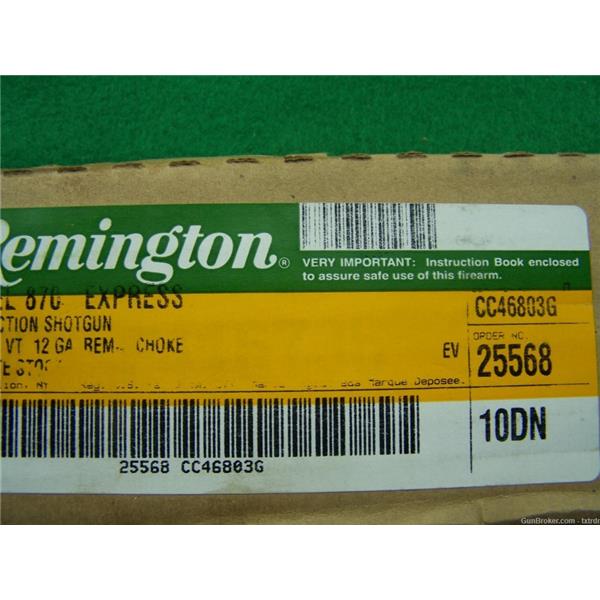 Remington®
VERY IMPORTANT: Instruction Book enclosed
to assure safe use of this firearm.
EL 870 EXPRESS
CTION SHOTGUN
VT 12 GA REM CHOKE
EV
CC46803G
ORDER NO.
25568
Marque Deposee.
10DN
25568 CC46803G
GunBroker.com - txtrdr